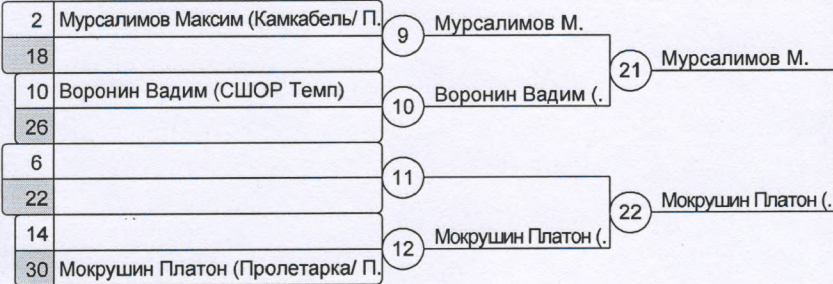 2 Мурсалимов Максим (Камкабель/ П.
18
9 Мурсалимов М.
10 Воронин Вадим (СШОР Темп)
26
10 Воронин Вадим (.
21 Мурсалимов М.
6
22
11
14
30 Мокрушин Платон (Пролетарка/ П.
12 Мокрушин Платон (.
22 Мокрушин Платон (.